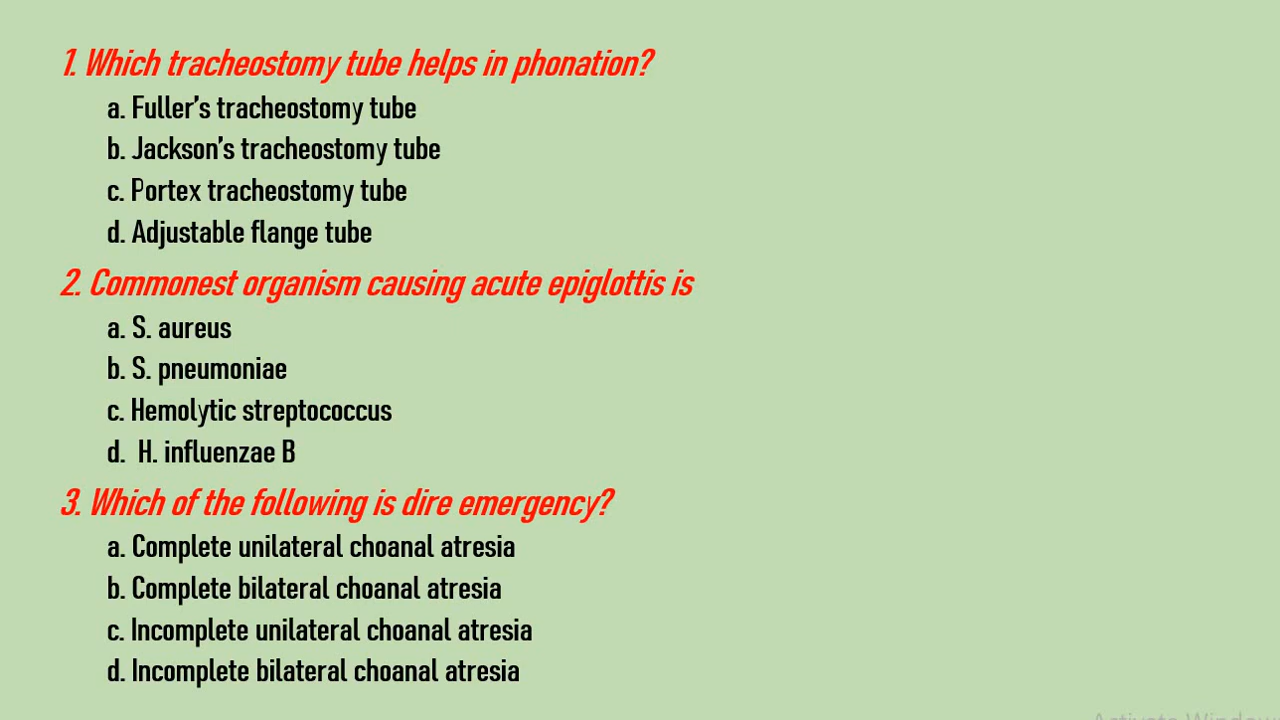 1. Which tracheostomy tube helps in phonation?
a. Fuller's tracheostomy tube
b. Jackson's tracheostomy tube
c. Portex tracheostomy tube
d. Adjustable flange tube
2. Commonest organism causing acute epiglottis is
a. S. aureus
b. S. pneumoniae
c. Hemolytic streptococcus
d. H. influenzae B
3. Which of the following is dire emergency?
a. Complete unilateral choanal atresia
b. Complete bilateral choanal atresia
c. Incomplete unilateral choanal atresia
d. Incomplete bilateral choanal atresia